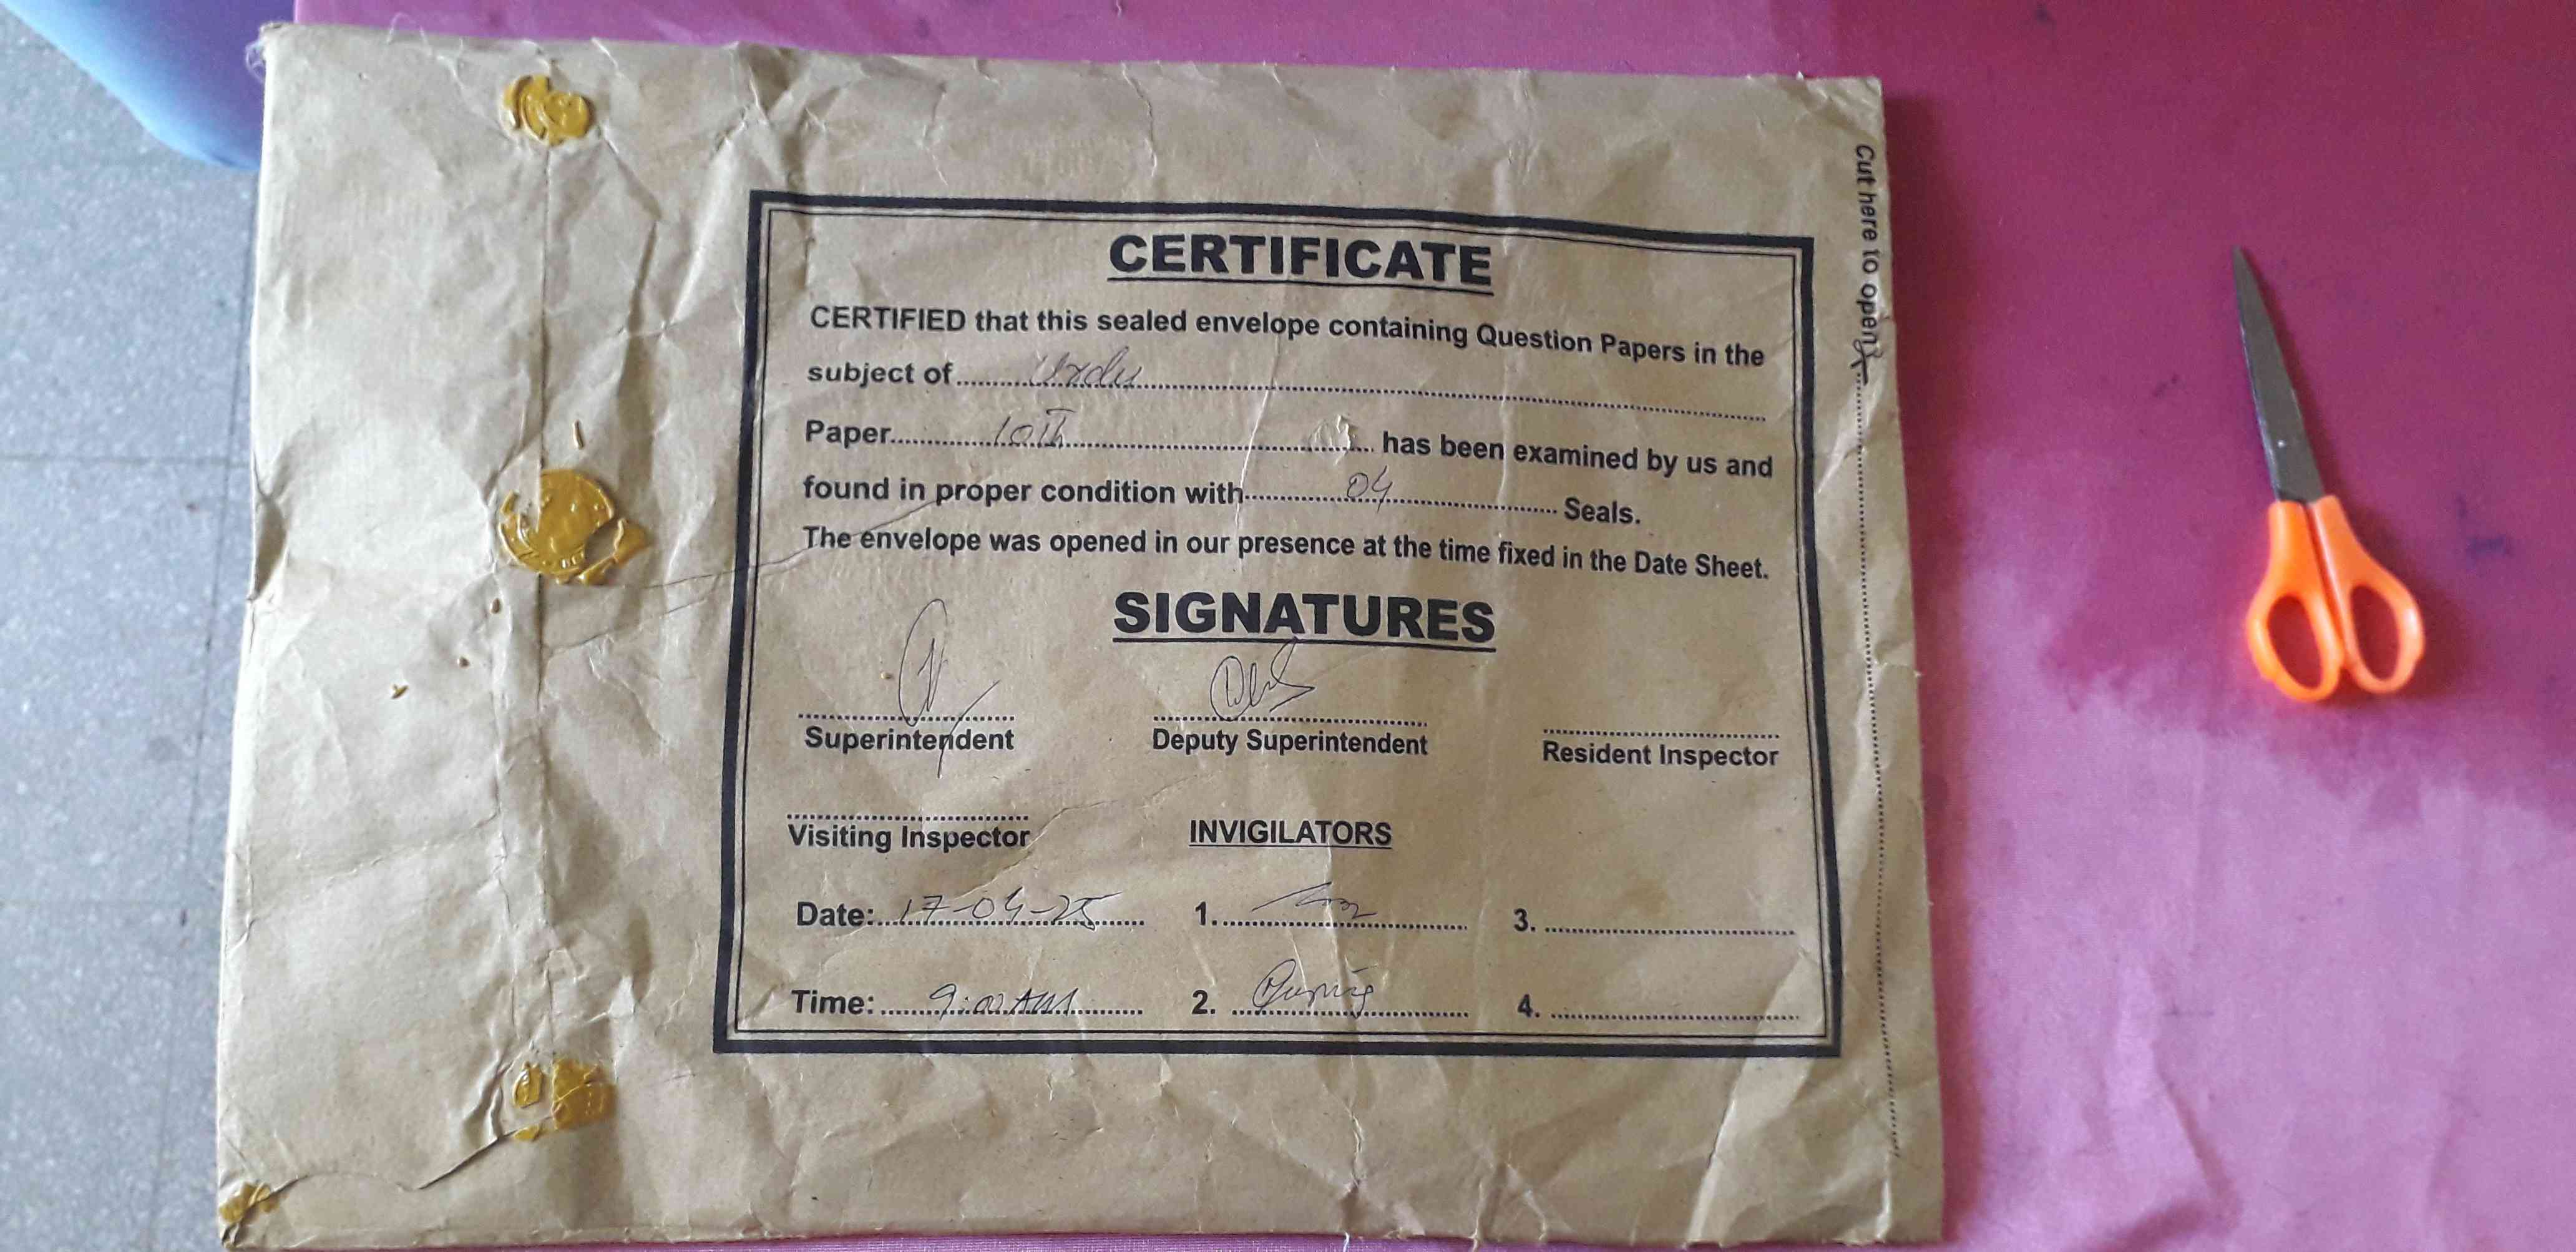 CERTIFICATE
CERTIFIED that this sealed envelope containing Question Papers in the
subject of Urdu
Paper 10th has been examined by us and
found in proper condition with 04 Seals.
The envelope was opened in our presence at the time fixed in the Date Sheet.
SIGNATURES
Superintendent Deputy Superintendent Resident Inspector
Visiting Inspector INVIGILATORS
Date: 17-04-25 1. 3.
Time: 9:00 AM 2. 4.
Cut here to open